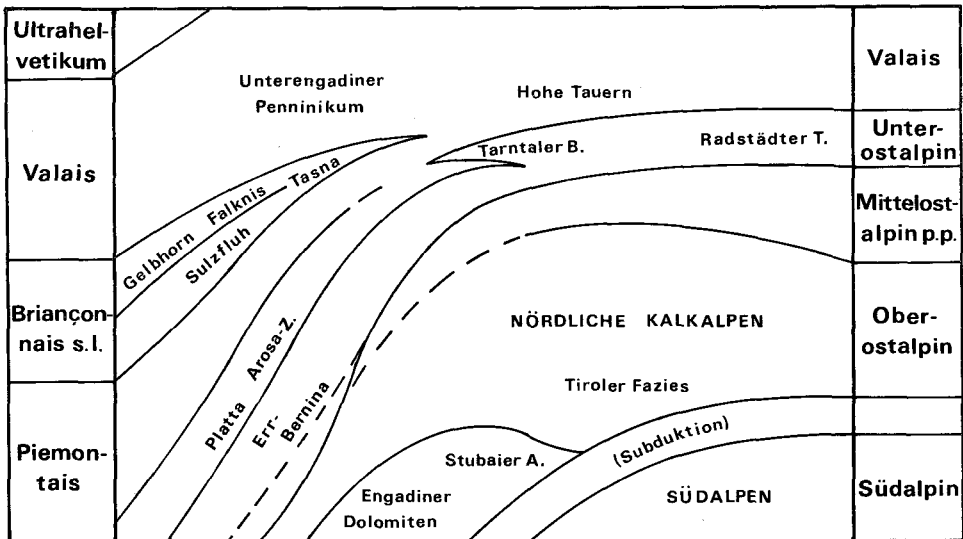 Ultrahel-
vetikum
Valais
Briançon-
nais s.l.
Piemon-
tais
Unterengadiner
Penninikum
Hohe Tauern
Tarntaler B.
Radstädter T.
Gelbhorn Falknis Tasna
Sulzfluh
Platta Arosa-Z.
Err-
Bernina
NÖRDLICHE KALKALPEN
Tiroler Fazies
(Subduktion)
Stubaier A.
Engadiner
Dolomiten
SÜDALPEN
Valais
Unter-
ostalpin
Mittelost-
alpin p.p.
Ober-
ostalpin
Südalpin